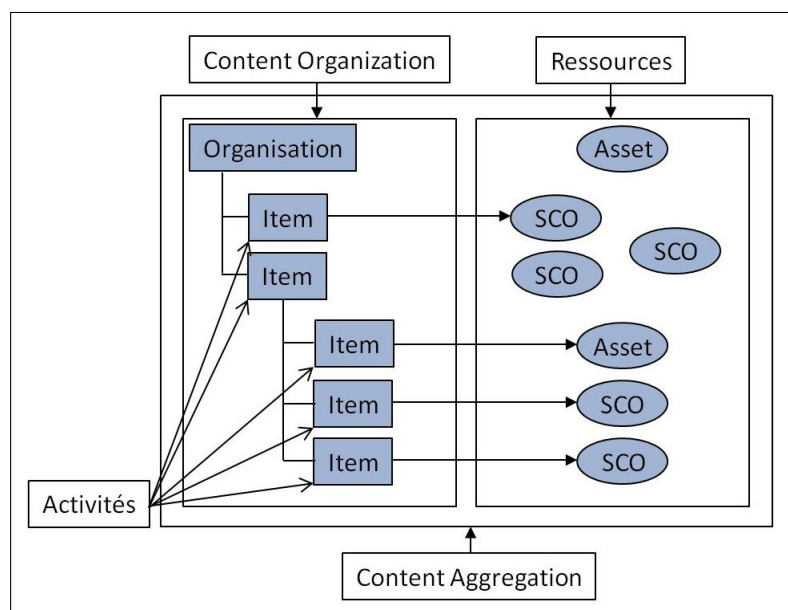 Content Organization
Ressources
Organisation
Asset
Item
SCO
SCO
Item
SCO
Item
Asset
Item
SCO
Item
SCO
Activités
Content Aggregation